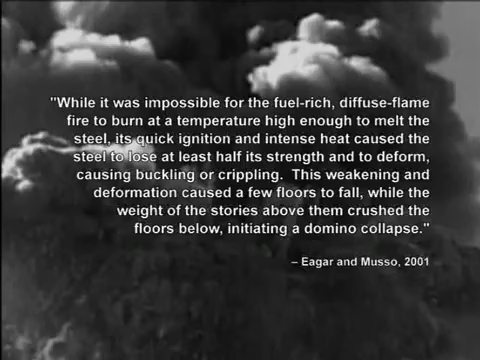 "While it was impossible for the fuel-rich, diffuse-flame
fire to burn at a temperature high enough to melt the
steel, its quick ignition and intense heat caused the
steel to lose at least half its strength and to deform,
causing buckling or crippling.  This weakening and
deformation caused a few floors to fall, while the
weight of the stories above them crushed the
floors below, initiating a domino collapse."
– Eagar and Musso, 2001